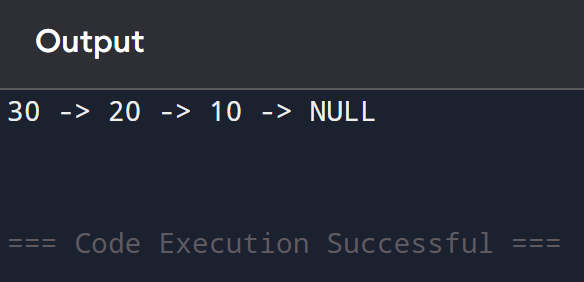 Output
30 -> 20 -> 10 -> NULL
=== Code Execution Successful ===